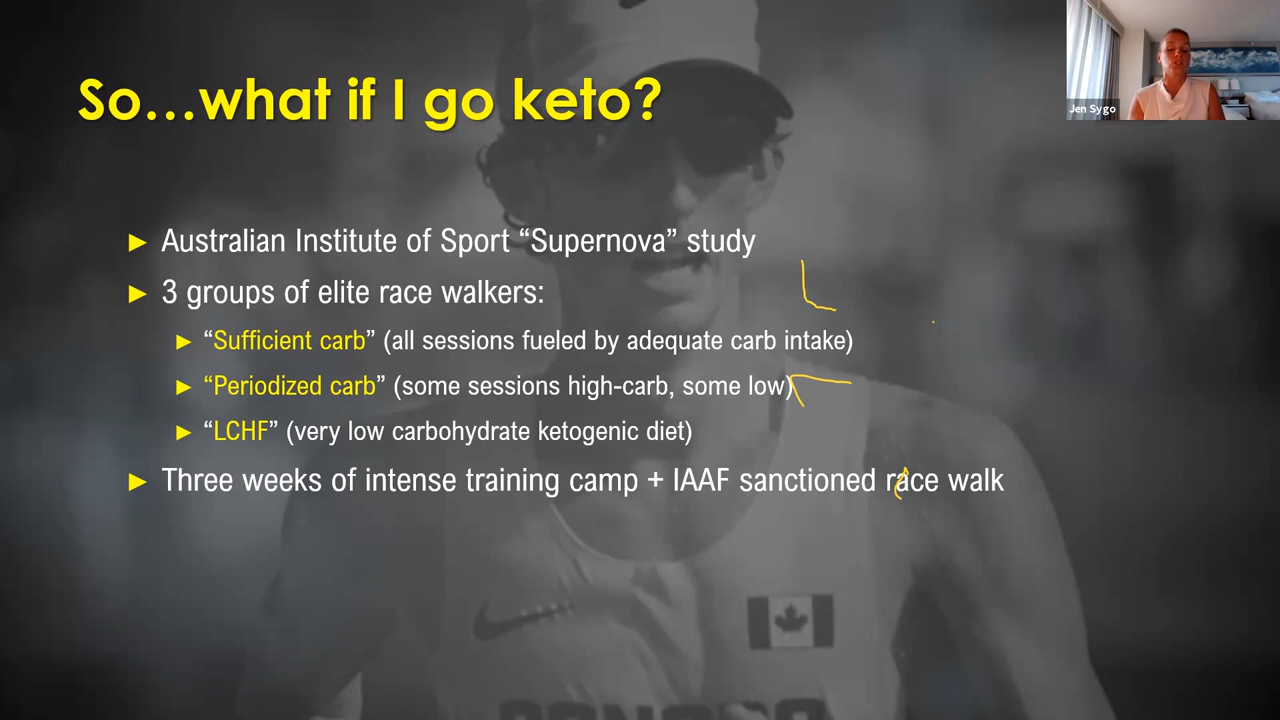 So...what if I go keto?
Jen Sygo
► Australian Institute of Sport “Supernova” study
► 3 groups of elite race walkers:
► “Sufficient carb” (all sessions fueled by adequate carb intake)
► “Periodized carb” (some sessions high-carb, some low)
► “LCHF” (very low carbohydrate ketogenic diet)
► Three weeks of intense training camp + IAAF sanctioned race walk